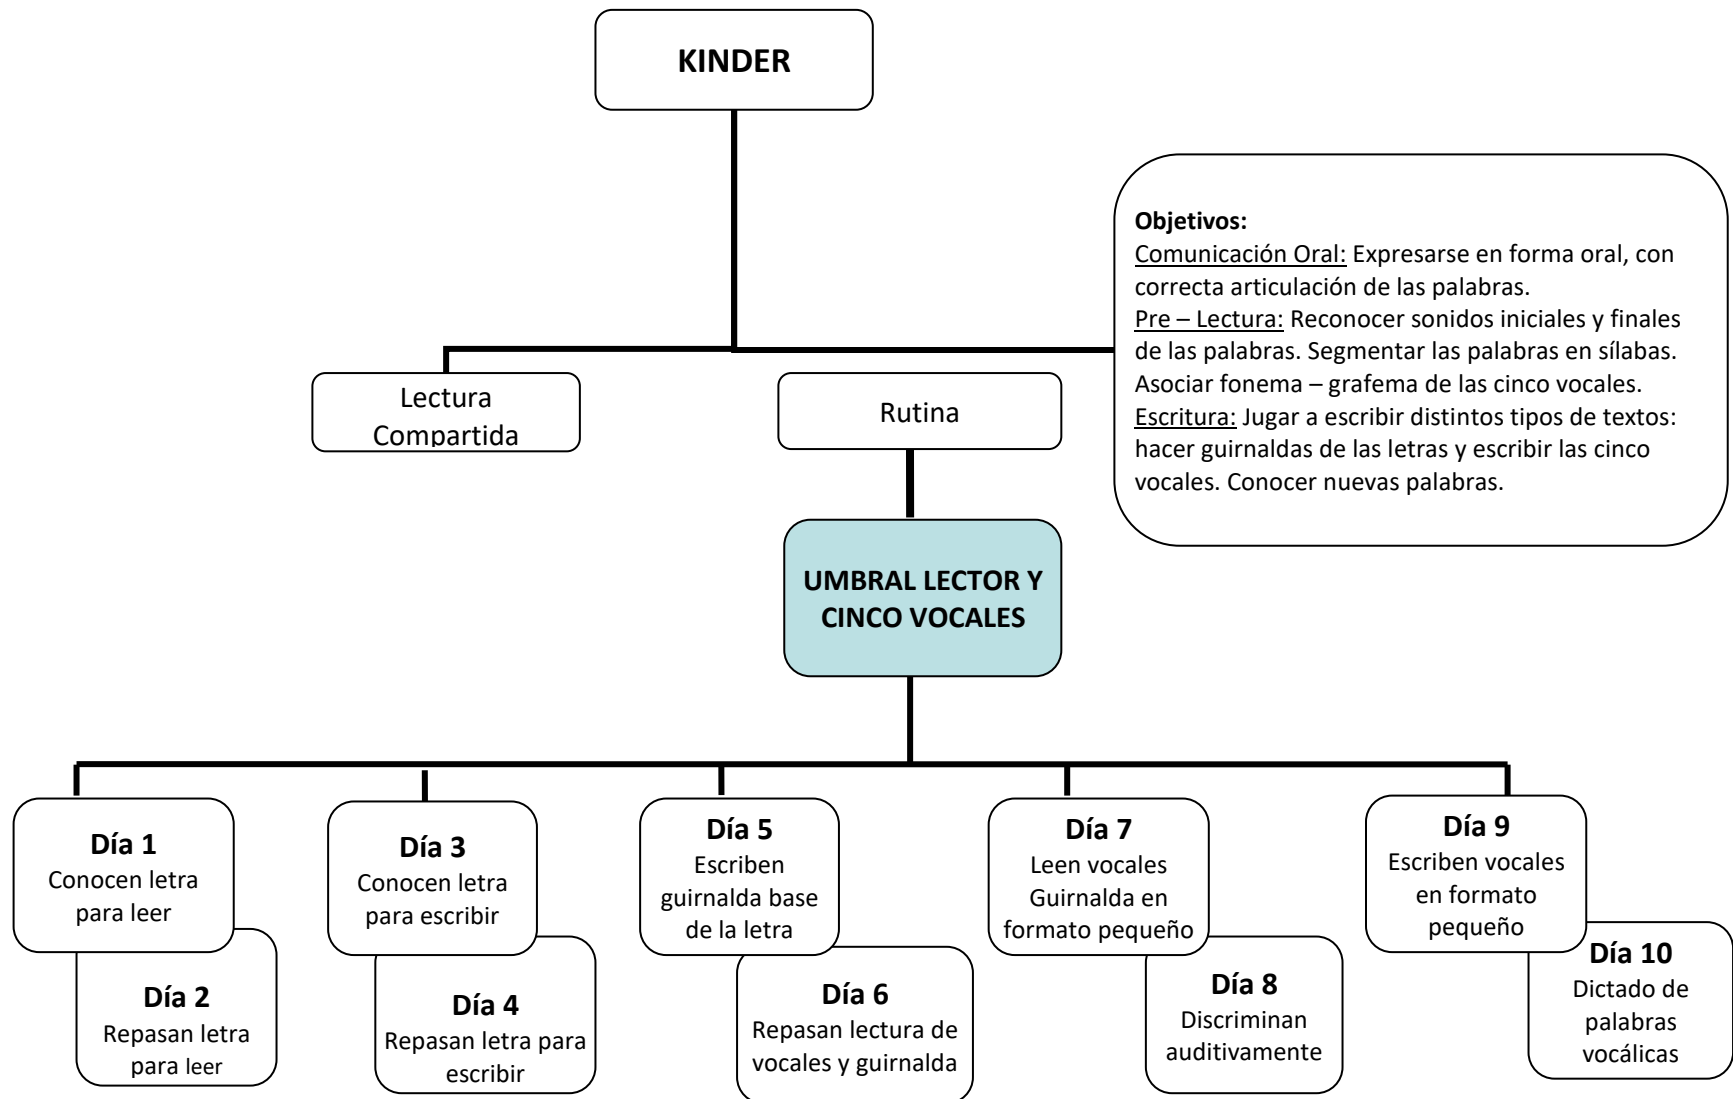 KINDER
Objetivos:
Comunicación Oral: Expresarse en forma oral, con
correcta articulación de las palabras.
Pre – Lectura: Reconocer sonidos iniciales y finales
de las palabras. Segmentar las palabras en sílabas.
Asociar fonema – grafema de las cinco vocales.
Escritura: Jugar a escribir distintos tipos de textos:
hacer guirnaldas de las letras y escribir las cinco
vocales. Conocer nuevas palabras.
Lectura
Compartida
Rutina
UMBRAL LECTOR Y
CINCO VOCALES
Día 1
Conocen letra
para leer
Día 2
Repasan letra
para leer
Día 3
Conocen letra
para escribir
Día 4
Repasan letra para
escribir
Día 5
Escriben
guirnalda base
de la letra
Día 6
Repasan lectura de
vocales y guirnalda
Día 7
Leen vocales
Guirnalda en
formato pequeño
Día 8
Discriminan
auditivamente
Día 9
Escriben vocales
en formato
pequeño
Día 10
Dictado de
palabras
vocálicas